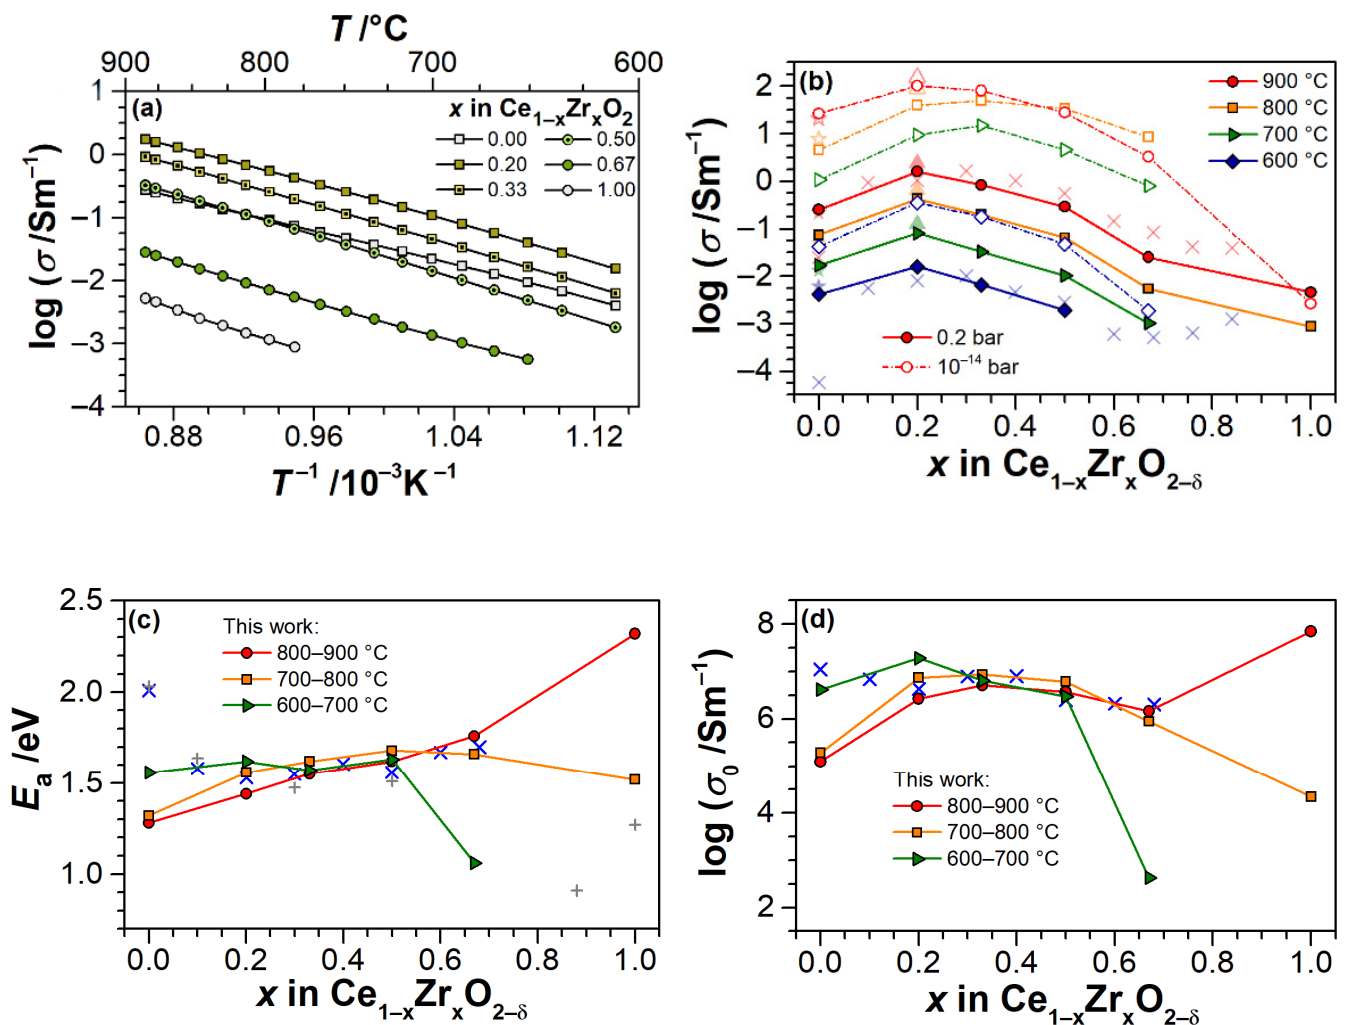 T /°C
900 800 700 600
(a)
x in Ce1−xZrxO2
0.00 0.50
0.20 0.67
0.33 1.00
log (σ /Sm−1)
1
0
−1
−2
−3
−4
0.88 0.96 1.04 1.12
T−1 /10−3K−1
(b)
900 °C
800 °C
700 °C
600 °C
0.2 bar
10−14 bar
log (σ /Sm−1)
2
1
0
−1
−2
−3
−4
0.0 0.2 0.4 0.6 0.8 1.0
x in Ce1−xZrxO2−δ
(c)
This work:
800–900 °C
700–800 °C
600–700 °C
Ea /eV
2.5
2.0
1.5
1.0
0.0 0.2 0.4 0.6 0.8 1.0
x in Ce1−xZrxO2−δ
(d)
This work:
800–900 °C
700–800 °C
600–700 °C
log (σ0 /Sm−1)
8
6
4
2
0.0 0.2 0.4 0.6 0.8 1.0
x in Ce1−xZrxO2−δ